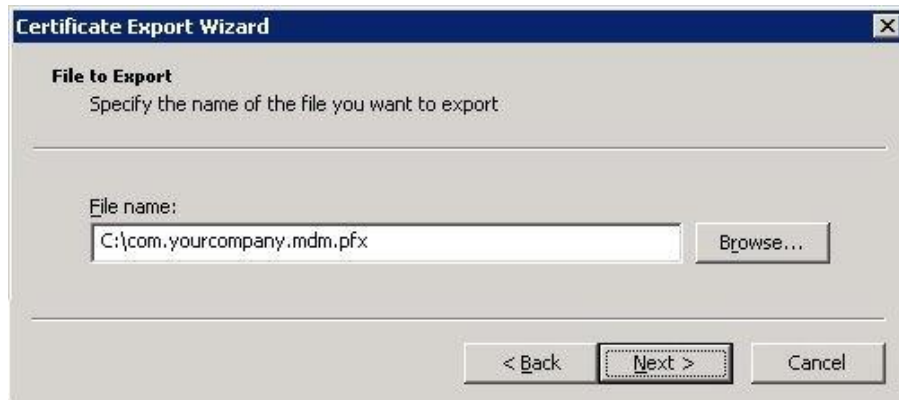 Certificate Export Wizard
File to Export
Specify the name of the file you want to export
File name:
C:\com.yourcompany.mdm.pfx
Browse...
< Back
Next >
Cancel